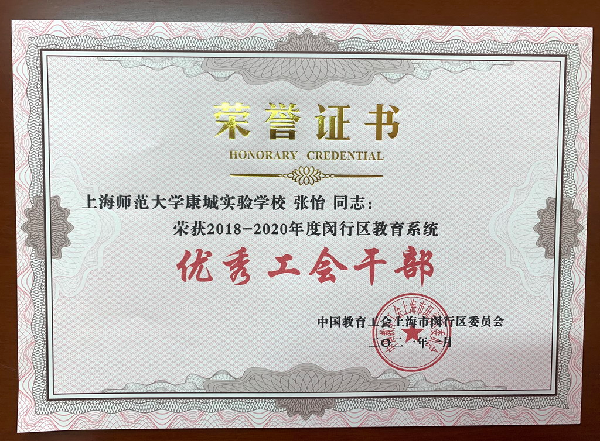 荣誉证书
HONORARY CREDENTIAL
上海师范大学康城实验学校 张怡 同志：
荣获2018-2020年度闵行区教育系统
优秀工会干部
中国教育工会上海市闵行区委员会
二〇二 年 月